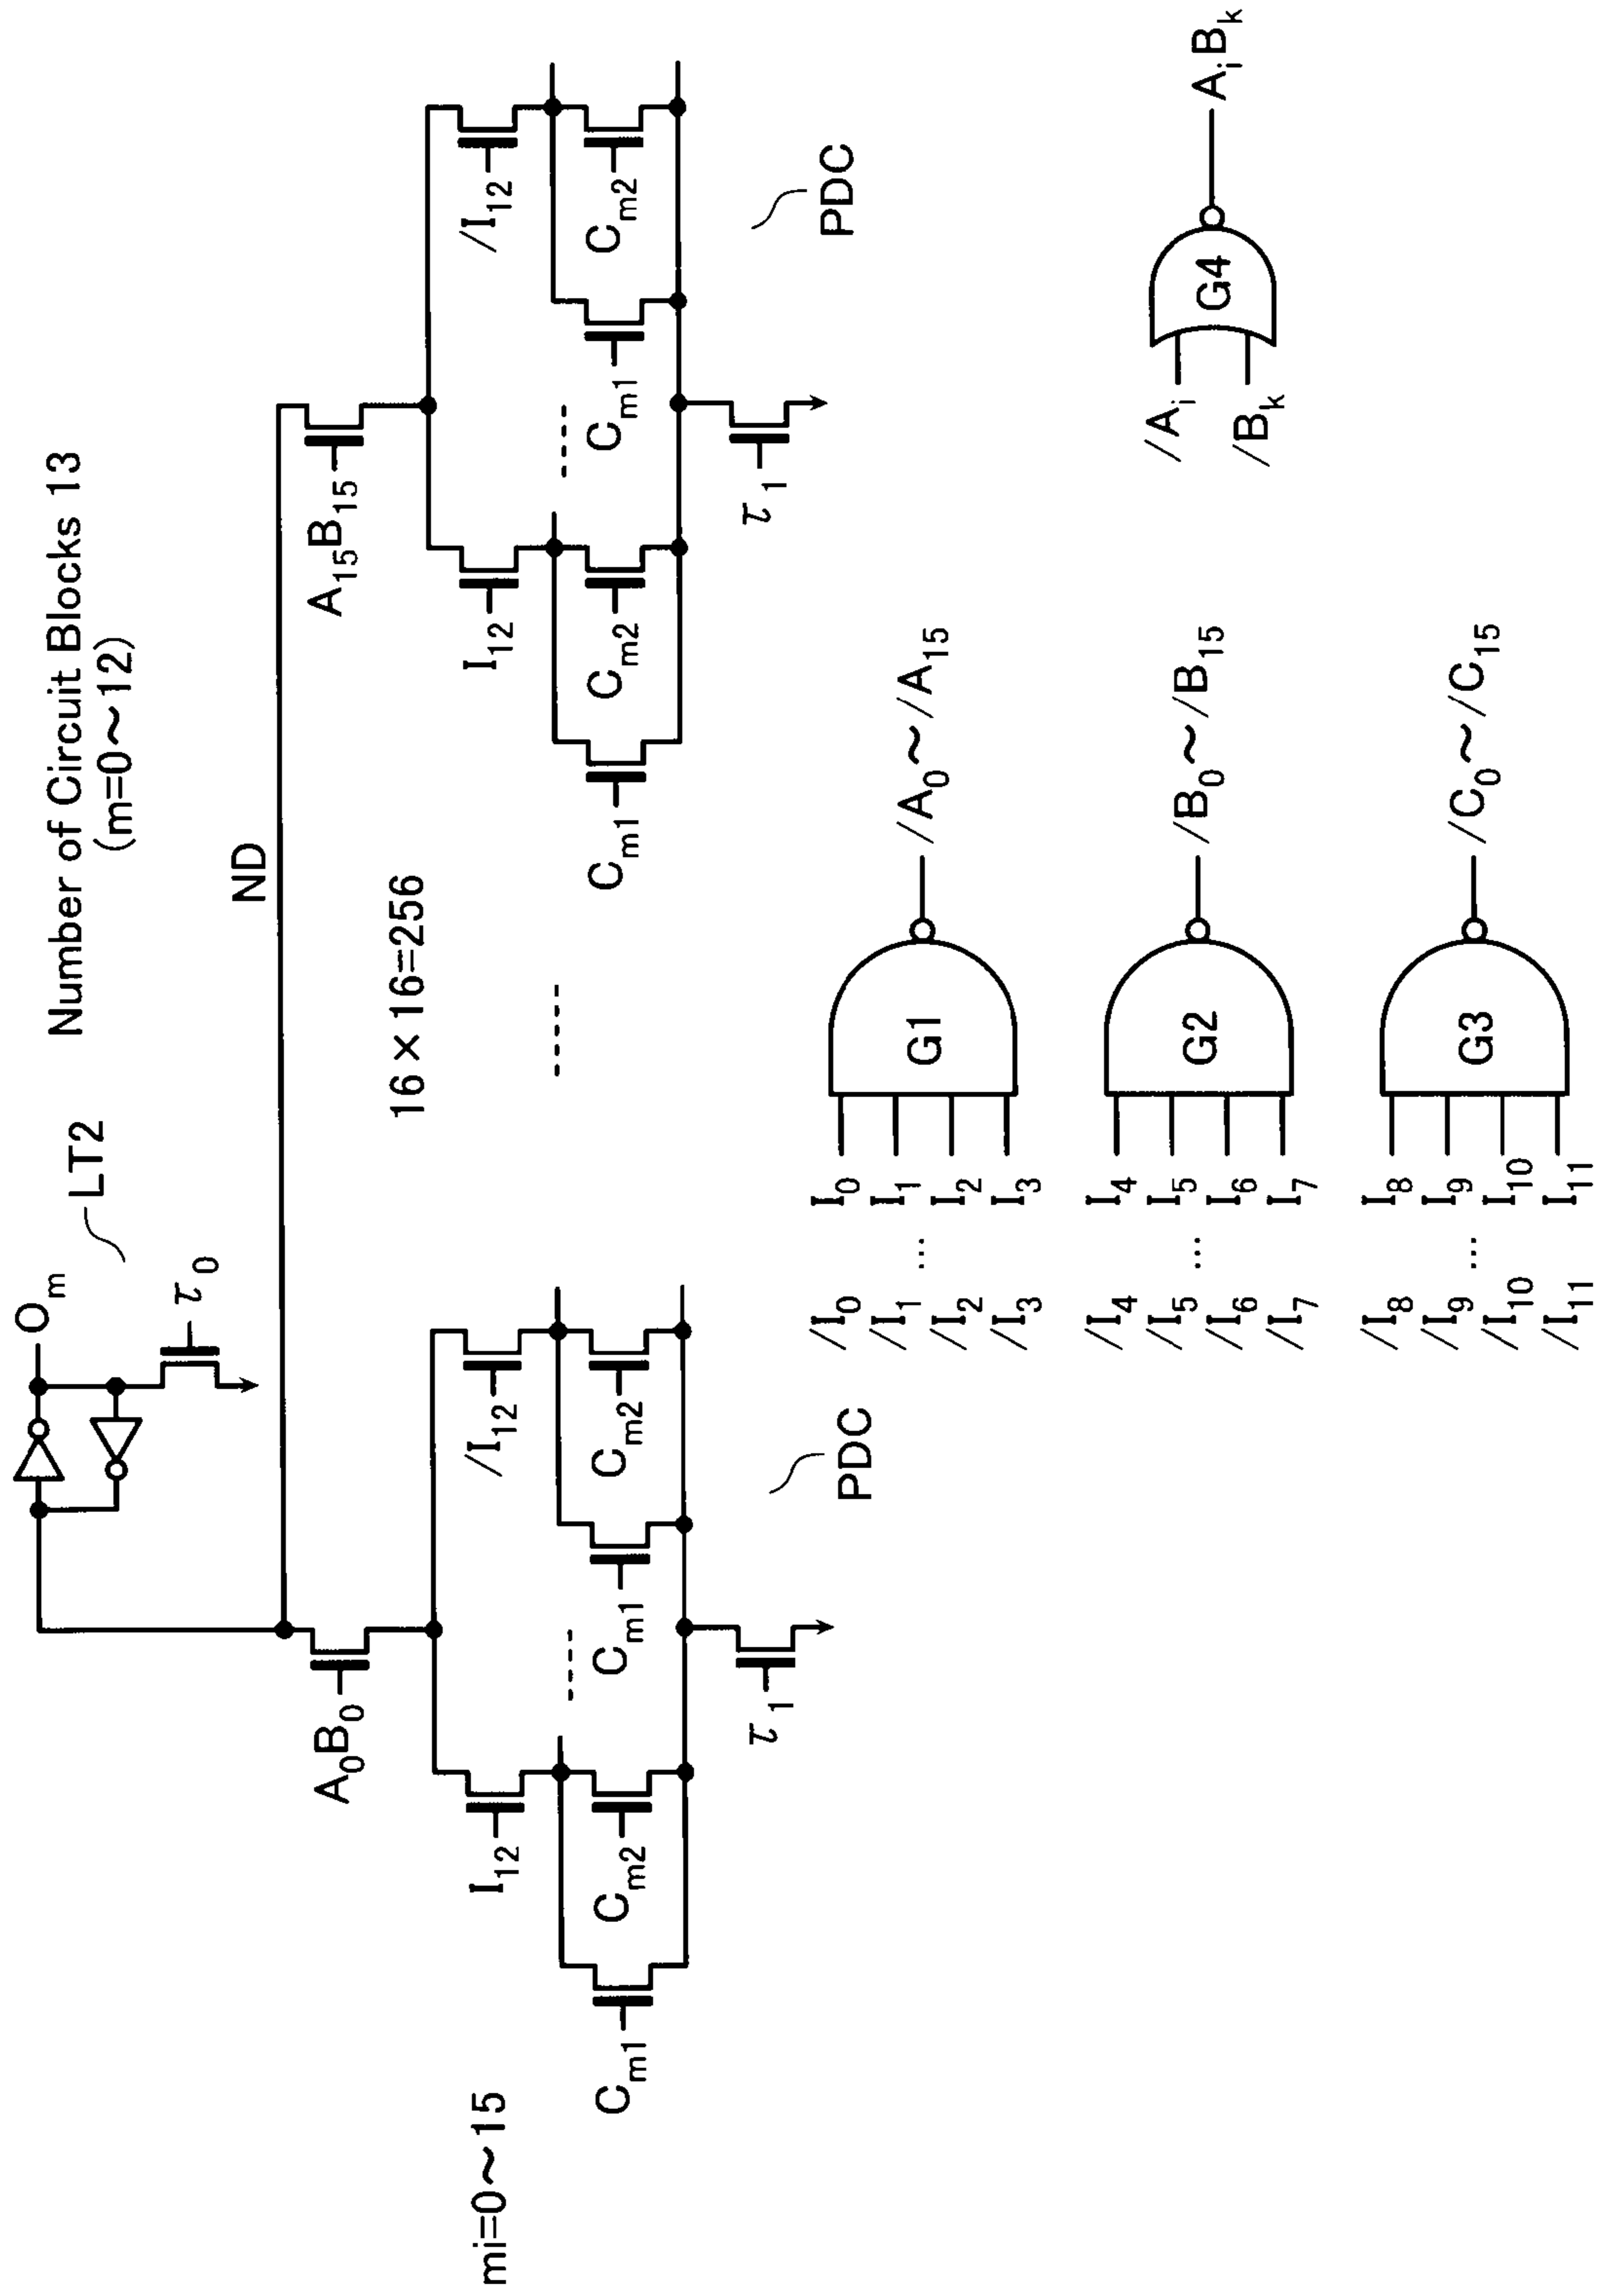 Number of Circuit Blocks 13
(m=0~12)
LT2
O_m
τ_0
ND
16×16=256
A_0B_0
A_15B_15
mi=0~15
I_12
/I_12
I_12
/I_12
C_m1
C_m2
C_m1
C_m2
C_m1
C_m2
C_m1
C_m2
τ_1
PDC
τ_1
PDC
/I_0 I_0
/I_1 ... I_1
/I_2 I_2
/I_3 I_3
G1
/A_0~/A_15
/I_4 I_4
/I_5 ... I_5
/I_6 I_6
/I_7 I_7
G2
/B_0~/B_15
/I_8 I_8
/I_9 ... I_9
/I_10 I_10
/I_11 I_11
G3
/C_0~/C_15
/A_i
/B_k
G4
A_iB_k